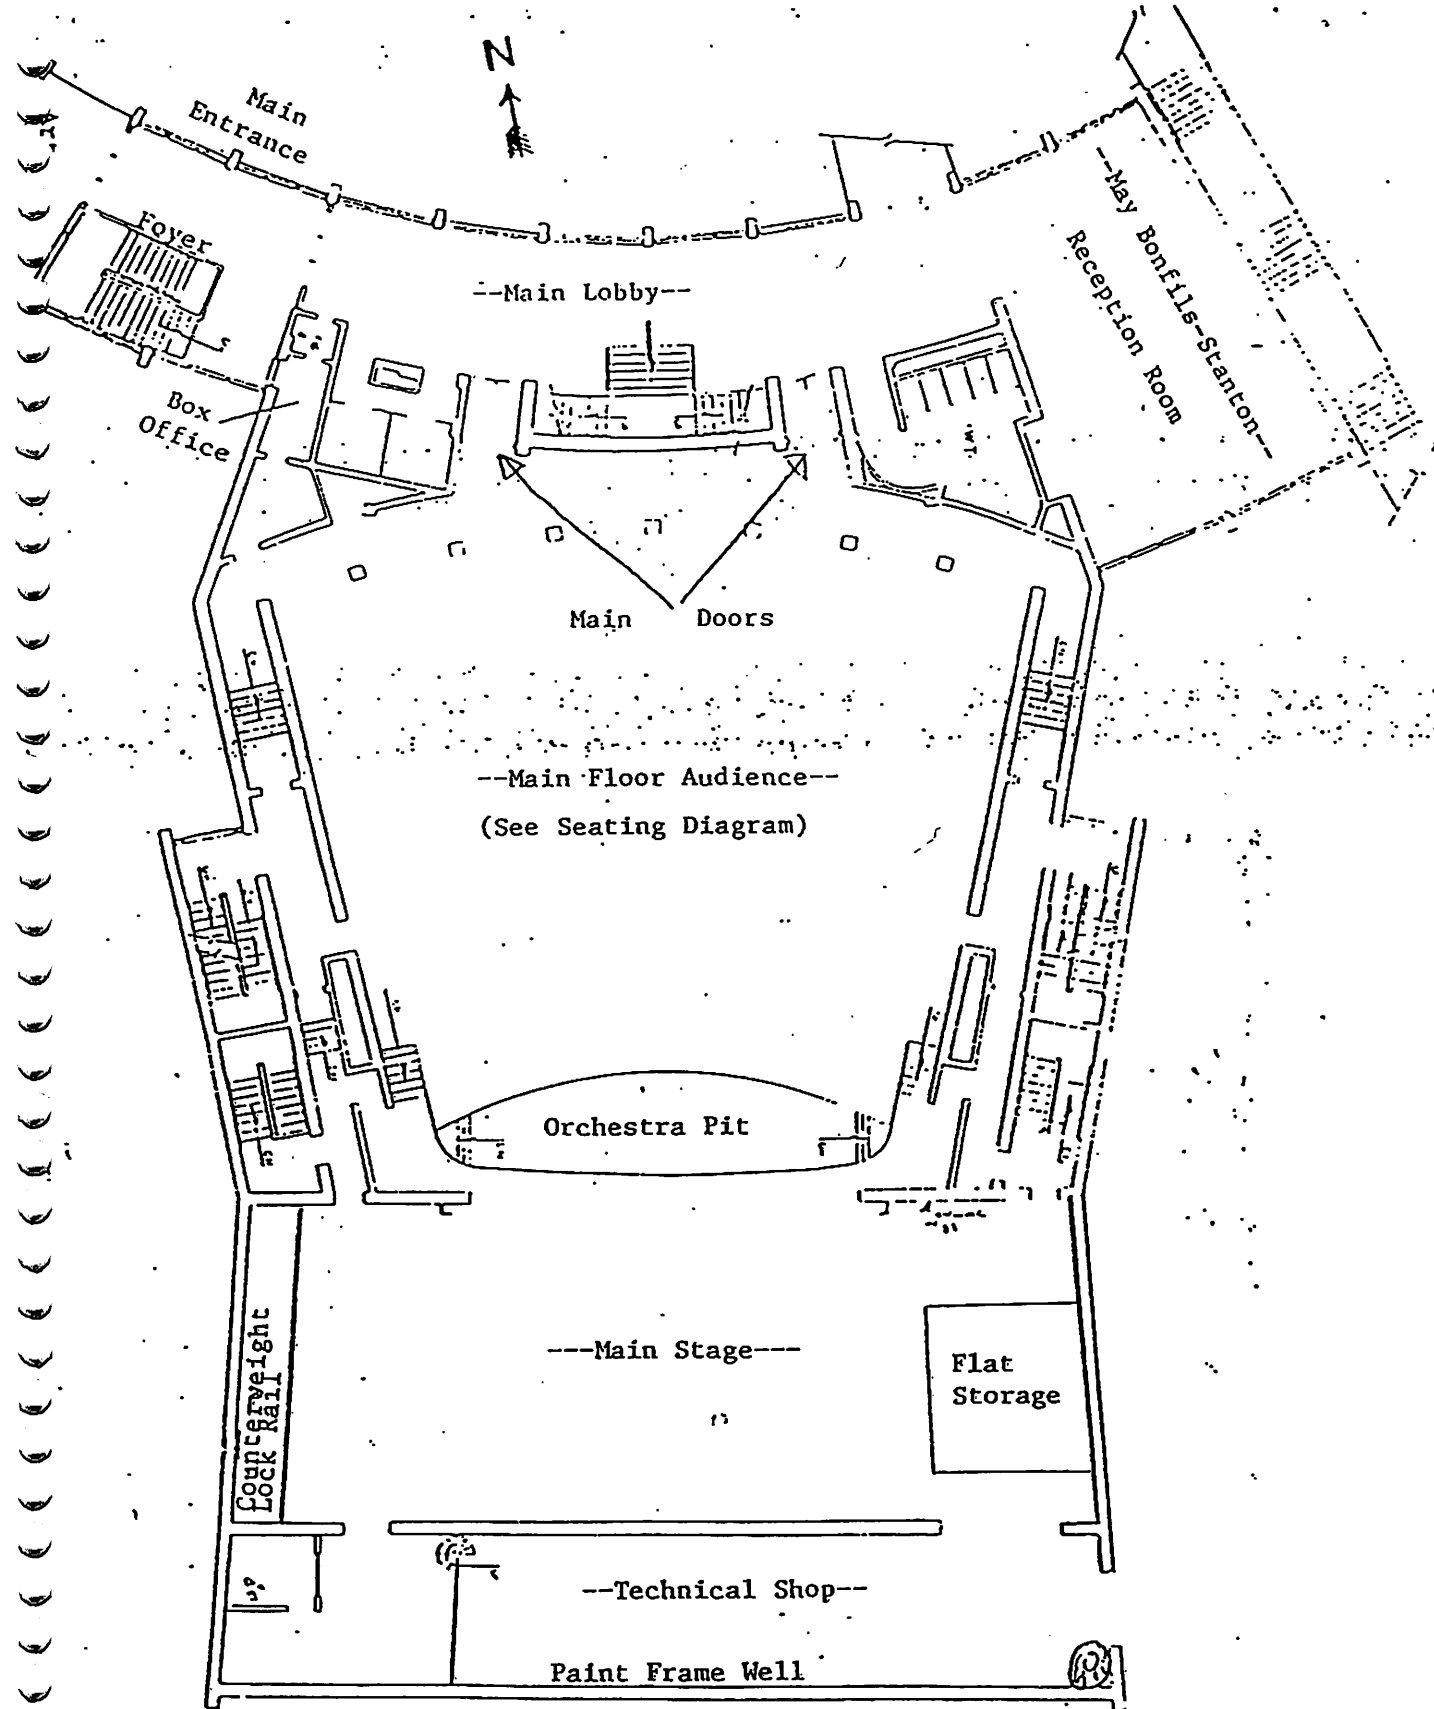 N
Main
Entrance
Foyer
--Main Lobby--
--May Bonfils-Stanton--
Reception Room
Box
Office
Main Doors
--Main Floor Audience--
(See Seating Diagram)
Orchestra Pit
Counterweight
Lock Rail
---Main Stage---
Flat
Storage
--Technical Shop--
Paint Frame Well